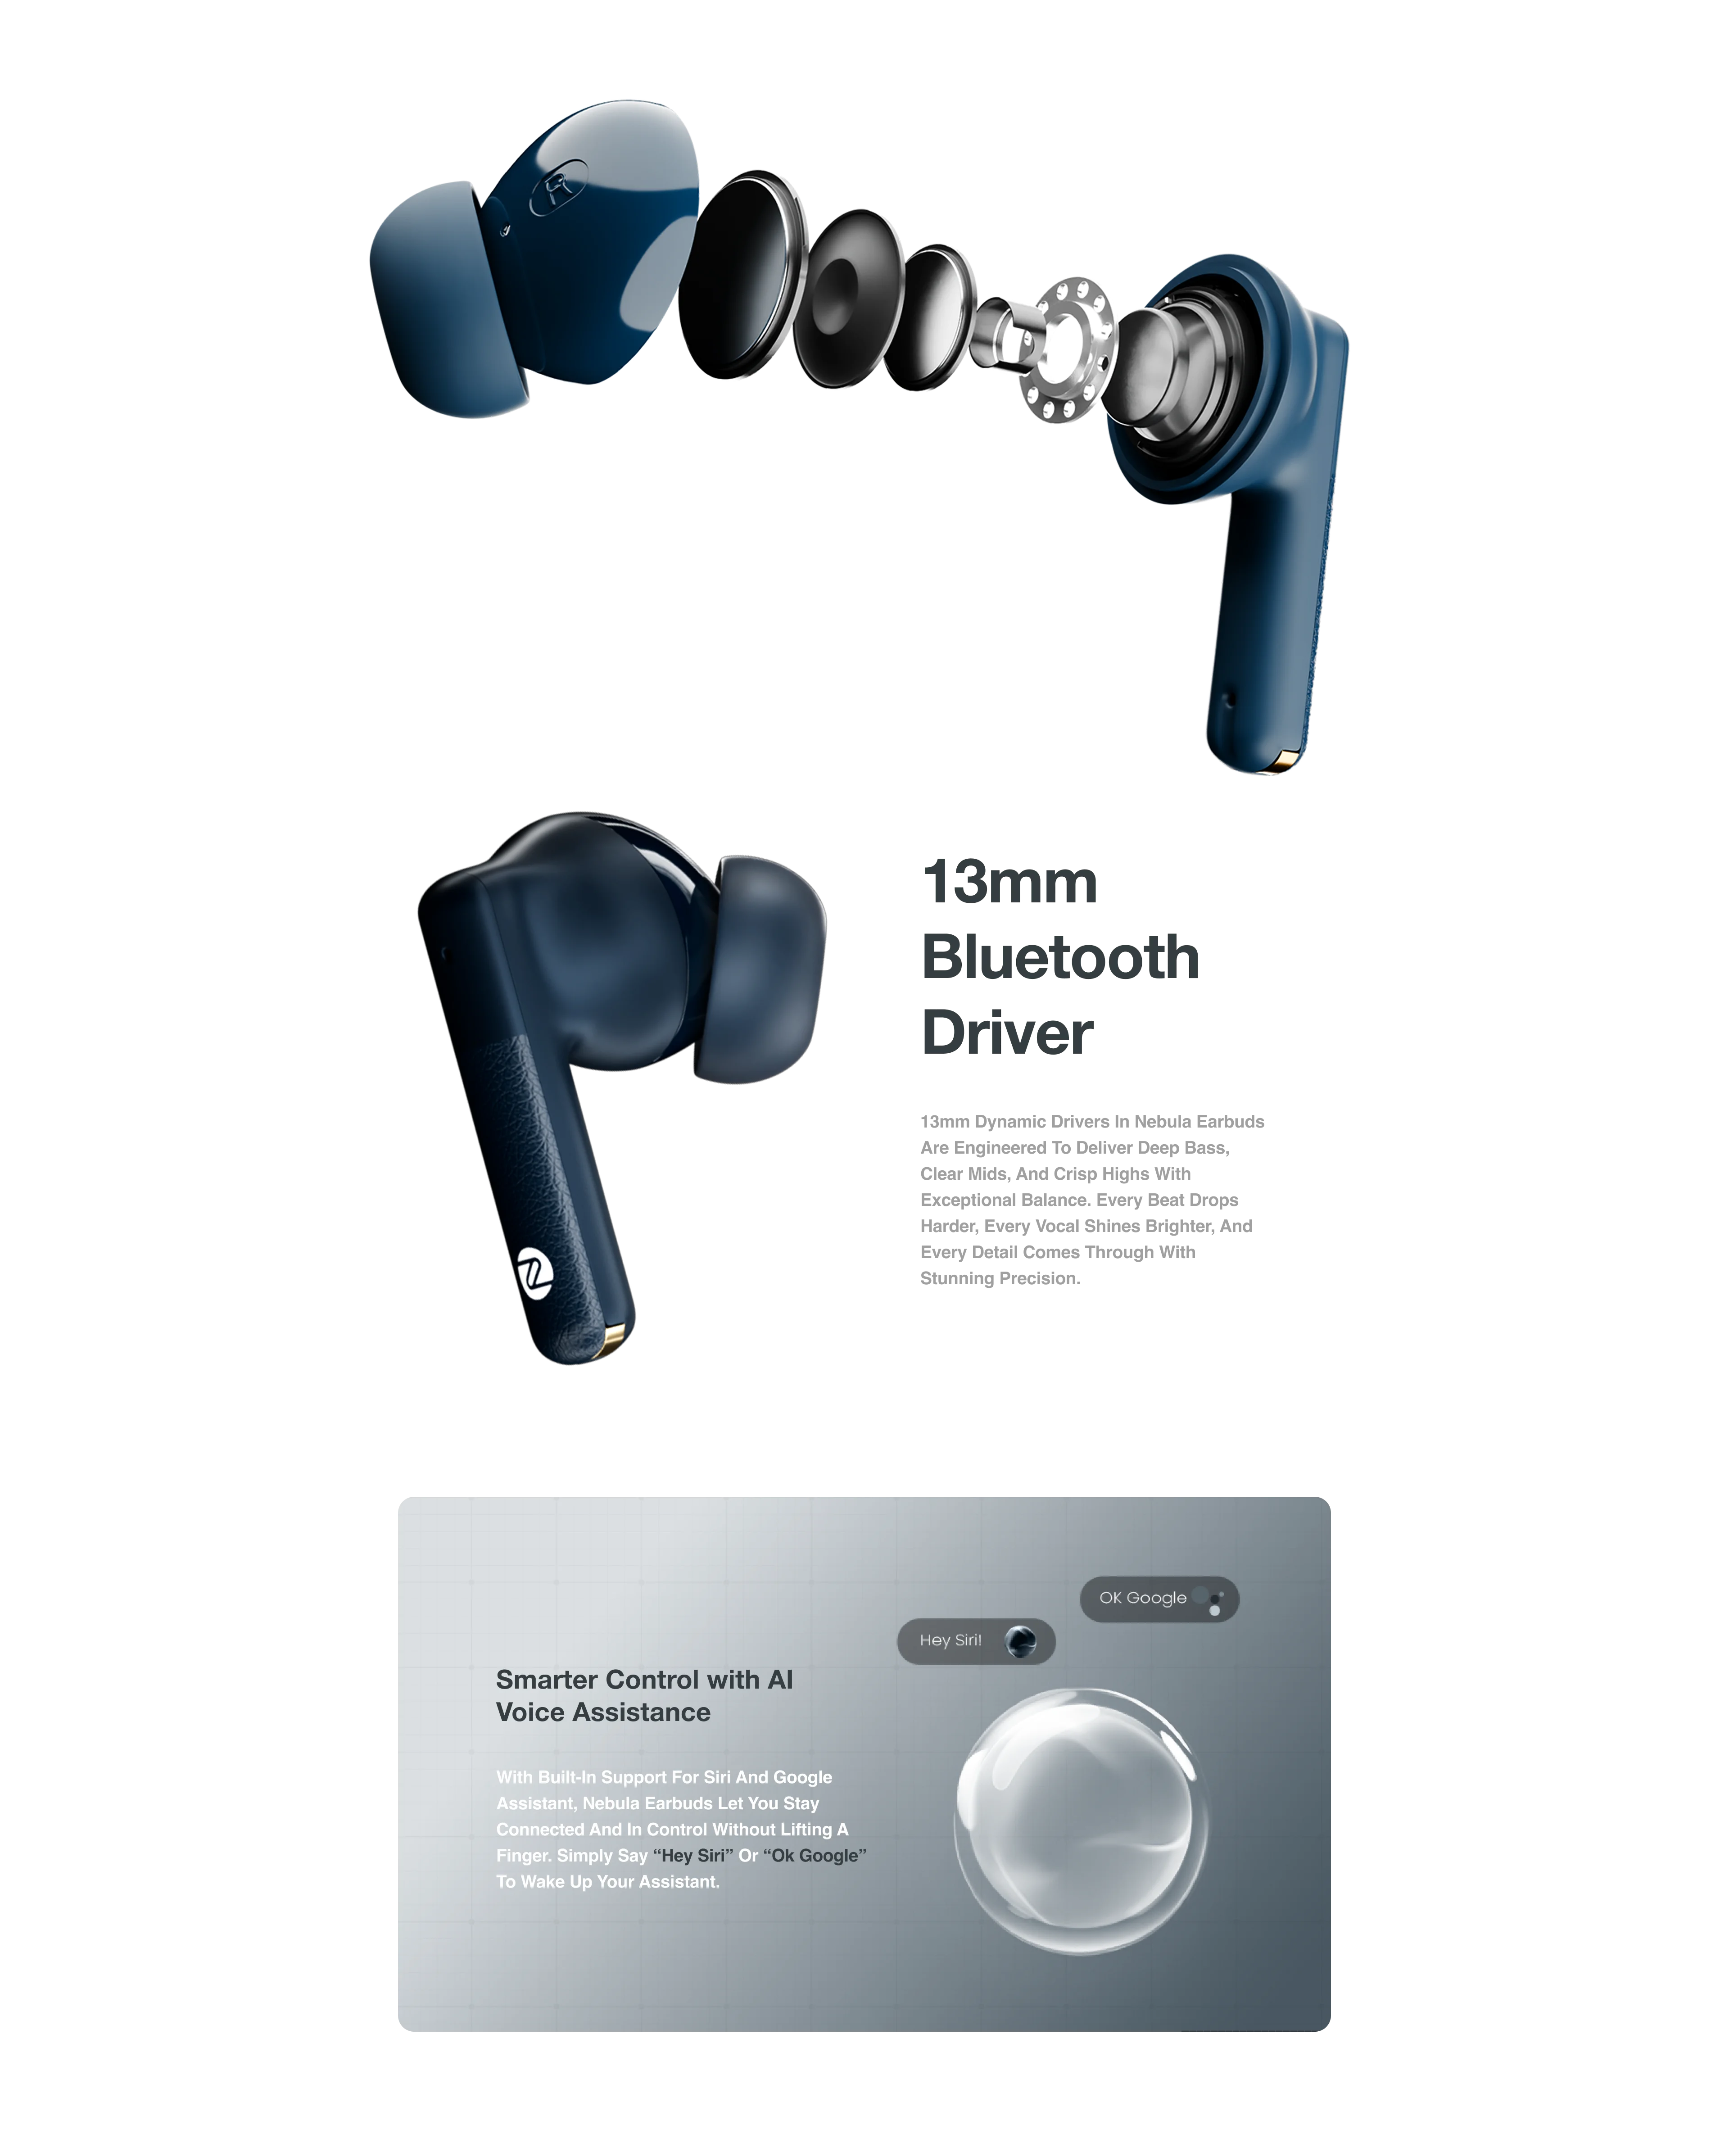 R
13mm
Bluetooth
Driver
13mm Dynamic Drivers In Nebula Earbuds
Are Engineered To Deliver Deep Bass,
Clear Mids, And Crisp Highs With
Exceptional Balance. Every Beat Drops
Harder, Every Vocal Shines Brighter, And
Every Detail Comes Through With
Stunning Precision.
OK Google
Hey Siri!
Smarter Control with AI
Voice Assistance
With Built-In Support For Siri And Google
Assistant, Nebula Earbuds Let You Stay
Connected And In Control Without Lifting A
Finger. Simply Say “Hey Siri” Or “Ok Google”
To Wake Up Your Assistant.